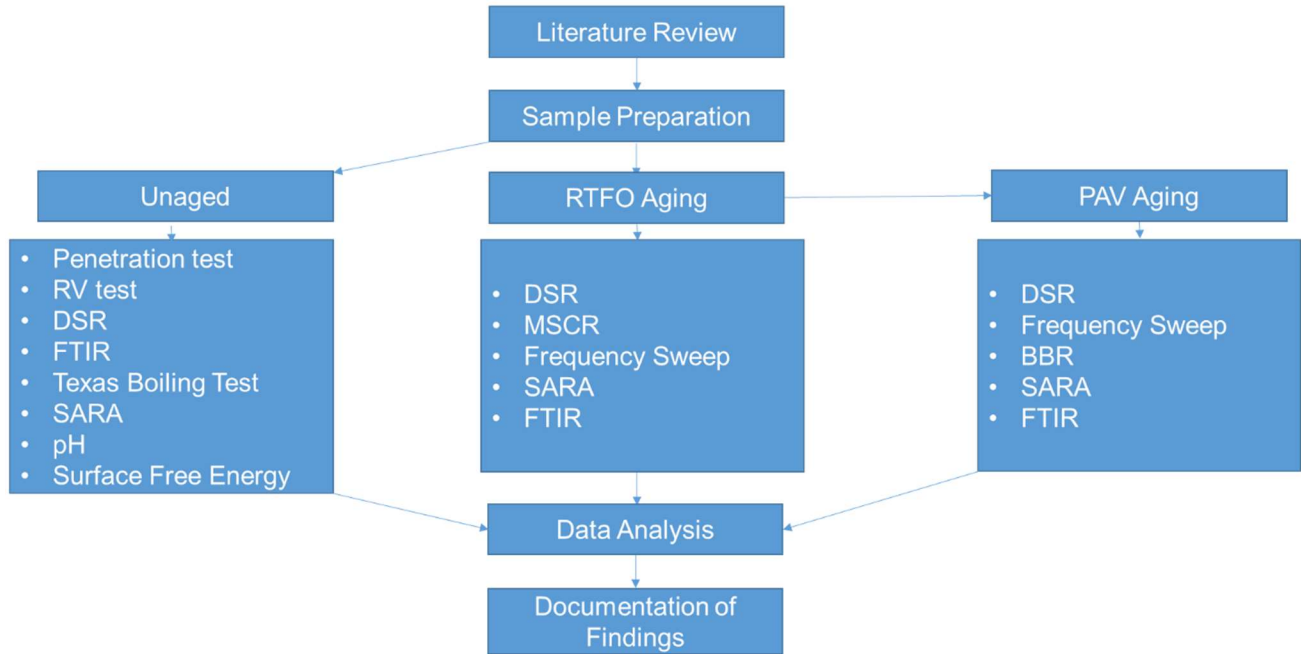 Literature Review
Sample Preparation
Unaged
RTFO Aging
PAV Aging
• Penetration test
• RV test
• DSR
• FTIR
• Texas Boiling Test
• SARA
• pH
• Surface Free Energy
• DSR
• MSCR
• Frequency Sweep
• SARA
• FTIR
• DSR
• Frequency Sweep
• BBR
• SARA
• FTIR
Data Analysis
Documentation of
Findings